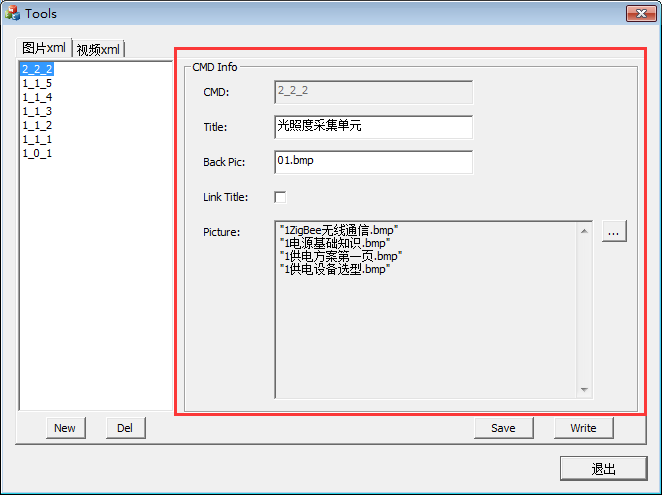 Tools
图片xml 视频xml
2_2_2
1_1_5
1_1_4
1_1_3
1_1_2
1_1_1
1_0_1
CMD Info
CMD: 2_2_2
Title: 光照度采集单元
Back Pic: 01.bmp
Link Title:
Picture:
"1ZigBee无线通信.bmp"
"1电源基础知识.bmp"
"1供电方案第一页.bmp"
"1供电设备选型.bmp"
...
New Del Save Write
退出